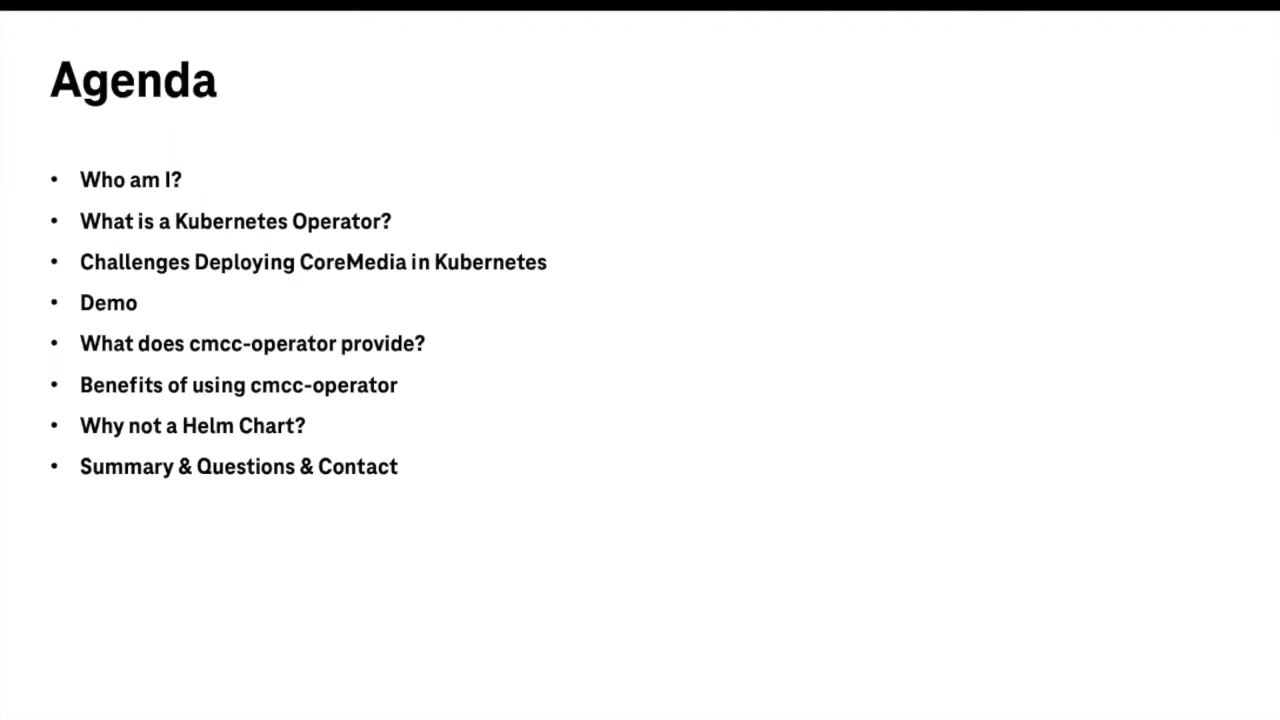 Agenda
• Who am I?
• What is a Kubernetes Operator?
• Challenges Deploying CoreMedia in Kubernetes
• Demo
• What does cmcc-operator provide?
• Benefits of using cmcc-operator
• Why not a Helm Chart?
• Summary & Questions & Contact